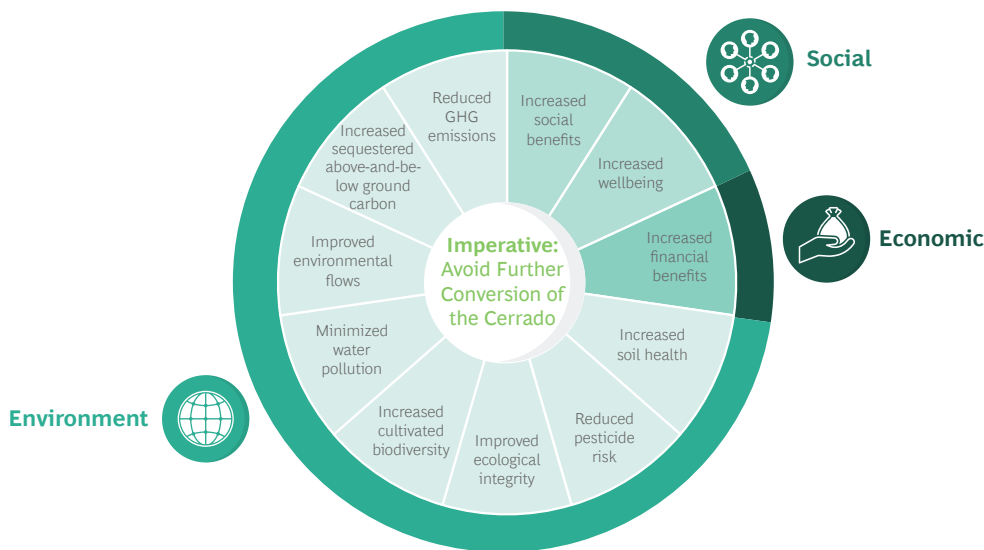 Social
Economic
Environment
Imperative:
Avoid Further
Conversion of
the Cerrado
Increased
social
benefits
Increased
wellbeing
Increased
financial
benefits
Increased
soil health
Reduced
pesticide
risk
Improved
ecological
integrity
Increased
cultivated
biodiversity
Minimized
water
pollution
Improved
environmental
flows
Increased
sequestered
above-and-be-
low ground
carbon
Reduced
GHG
emissions